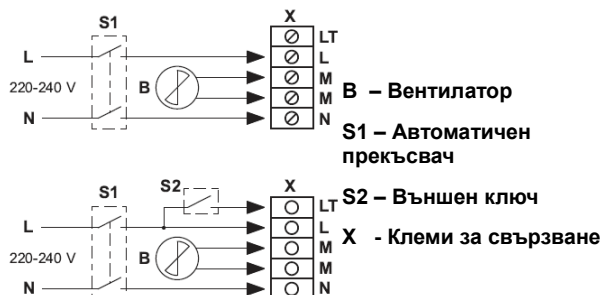 S1
X
LT
L
L
220-240 V
B
M
M
N
N
B – Вентилатор
S1 – Автоматичен
прекъсвач
S2 – Външен ключ
X - Клеми за свързване
S1
S2
X
LT
L
L
220-240 V
B
M
M
N
N